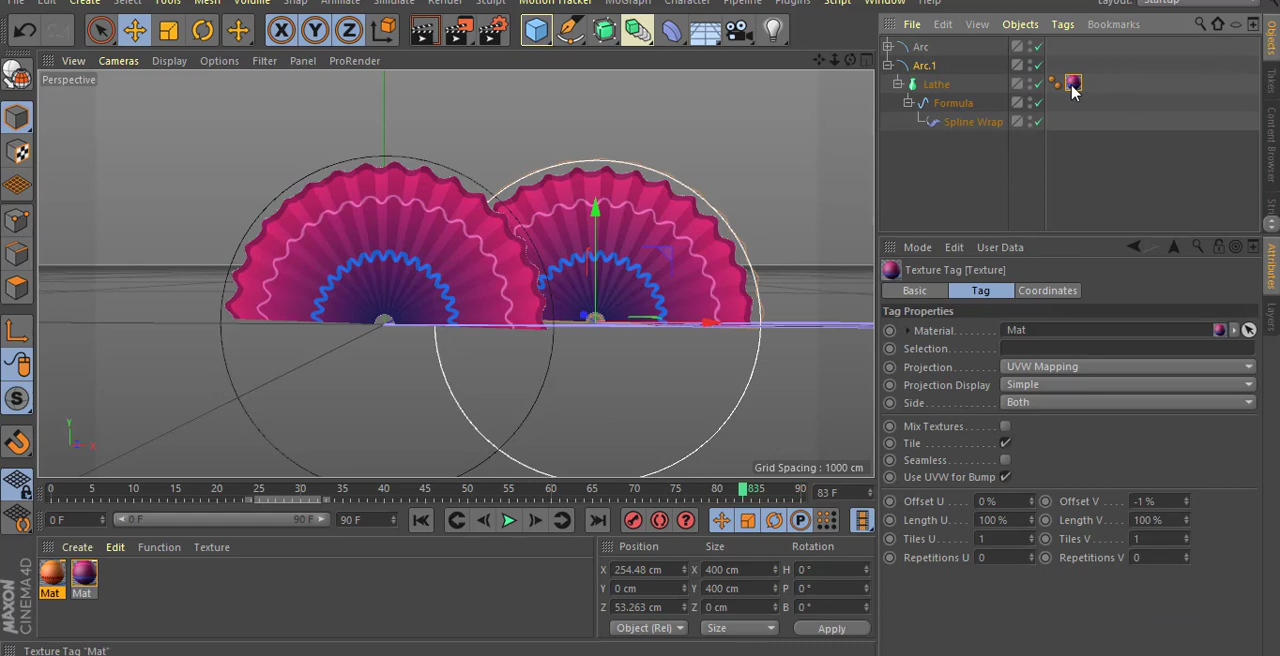 Create
Edit
Create
Select
Tools
Mesh
Volume
Snap
Animate
Simulate
Render
Sculpt
Motion Tracker
MoGraph
Character
Pipeline
Plugins
Script
Window
Layout:
Startup
X Y Z
File Edit View Objects Tags Bookmarks
View Cameras Display Options Filter Panel ProRender
Perspective
Arc
Arc.1
Lathe
Formula
Spline Wrap
Objects
Takes
Content Browser
Attributes
Layers
Mode Edit User Data
Texture Tag [Texture]
Basic Tag Coordinates
Tag Properties
Material Mat
Selection
Projection UVW Mapping
Projection Display Simple
Side Both
Mix Textures
Tile
Seamless
Use UVW for Bump
Offset U 0 % Offset V -1 %
Length U 100 % Length V 100 %
Tiles U 1 Tiles V 1
Repetitions U 0 Repetitions V 0
Y
X
Grid Spacing : 1000 cm
0 5 10 15 20 25 30 35 40 45 50 55 60 65 70 75 80 835 90 83 F
0 F 0 F 90 F 90 F
Create Edit Function Texture
Mat Mat
Position Size Rotation
X 254.48 cm X 400 cm H 0 °
Y 0 cm Y 400 cm P 0 °
Z 53.263 cm Z 0 cm B 0 °
Object (Rel) Size Apply
MAXON
CINEMA 4D
Texture Tag "Mat"